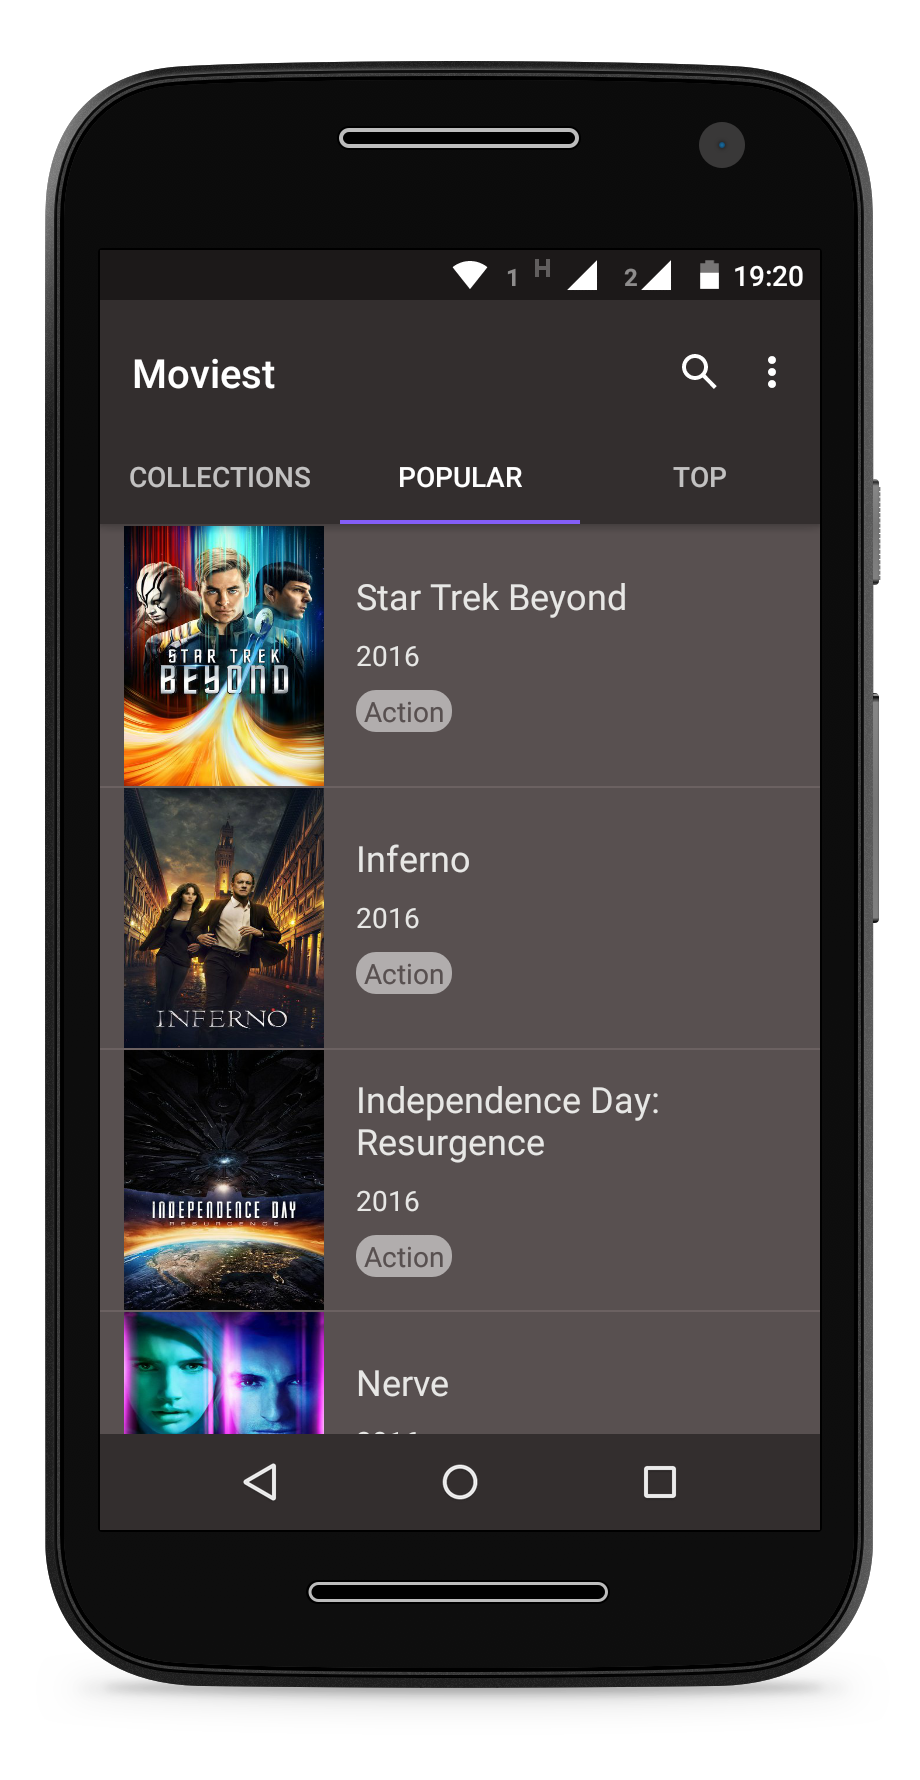 1 H 2 19:20
Moviest
COLLECTIONS POPULAR TOP
STAR TREK
BEYOND
Star Trek Beyond
2016
Action
INFERNO
Inferno
2016
Action
INDEPENDENCE DAY
RESURGENCE
Independence Day:
Resurgence
2016
Action
Nerve